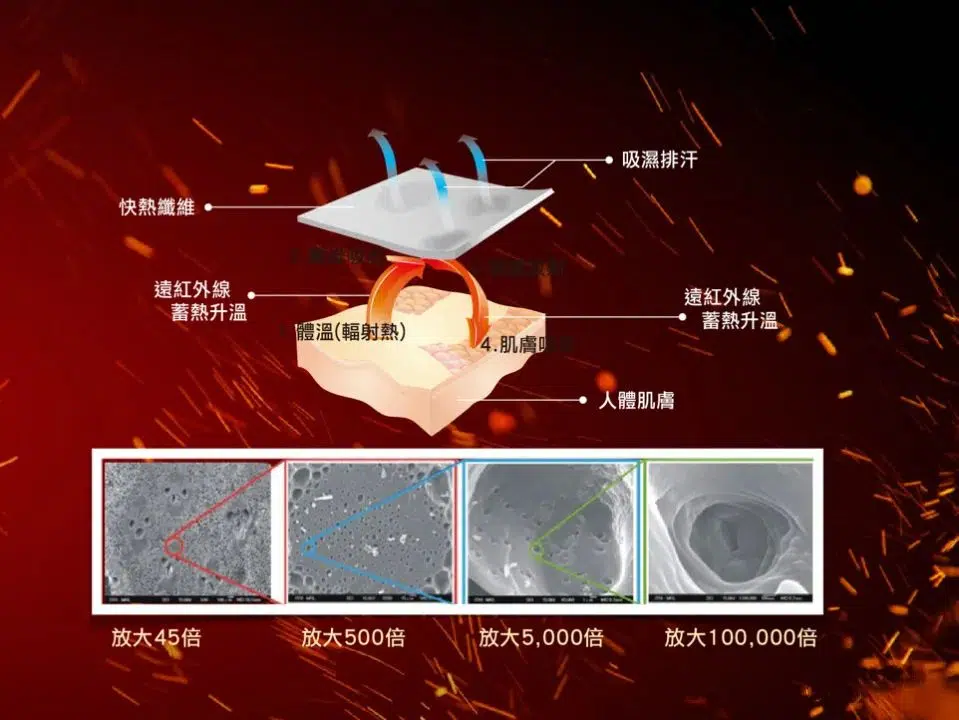 吸濕排汗
快熱纖維
遠紅外線
蓄熱升溫
遠紅外線
蓄熱升溫
體溫(輻射熱)
4.肌膚吸
人體肌膚
放大45倍
放大500倍
放大5,000倍
放大100,000倍